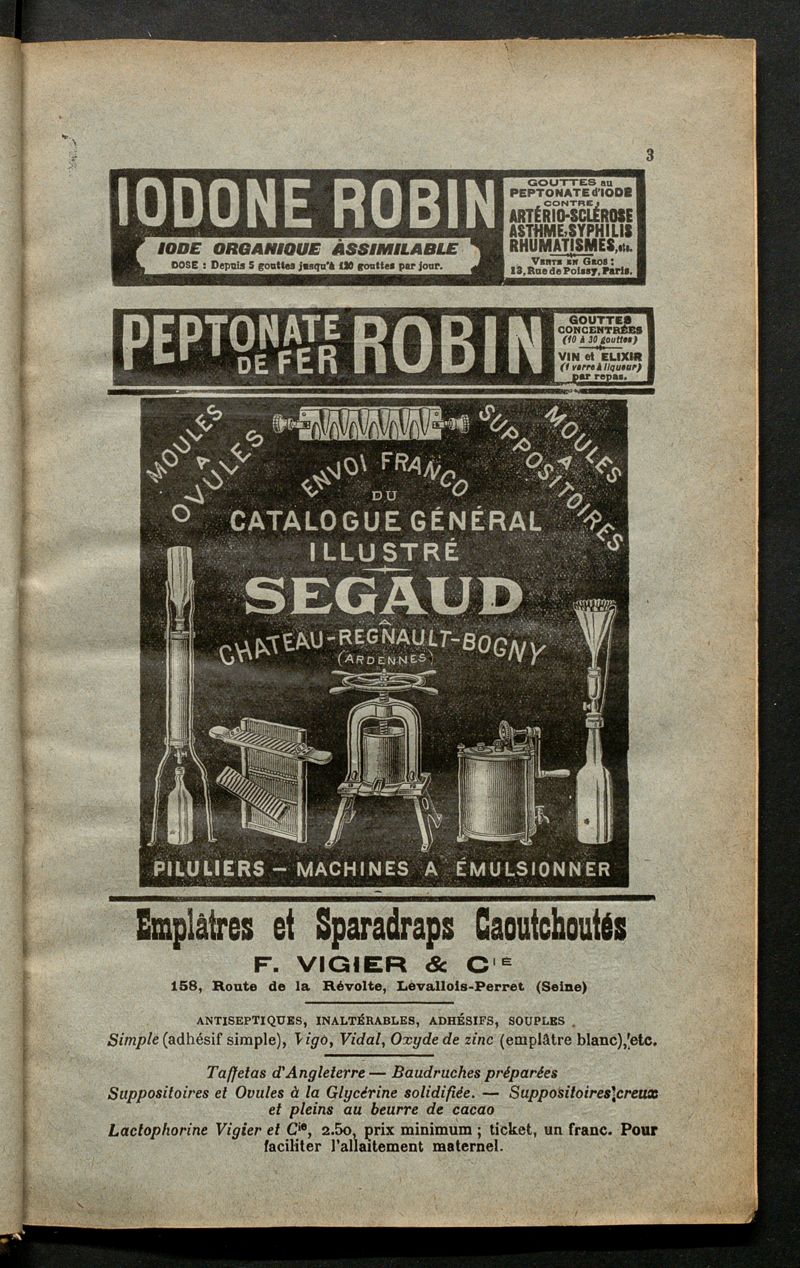 3
IODONE ROBIN
IODE ORGANIQUE ASSIMILABLE
DOSE : Depuis 5 gouttes jusqu'à 120 gouttes par jour.
GOUTTES au
PEPTONATE d'IODE
CONTRE
ARTÉRIO-SCLÉROSE
ASTHME, SYPHILIS
RHUMATISMES, etc.
VENTE EN GROS :
13, Rue de Poissy, Paris.
PEPTONATE
DE FER
ROBIN
GOUTTES
CONCENTRÉES
(10 à 30 gouttes)
VIN et ELIXIR
(1 verre à liqueur)
par repas.
MOULES
A
OVULES
MOULES
A
SUPPOSITOIRES
ENVOI FRANCO
DU
CATALOGUE GÉNÉRAL
ILLUSTRÉ
SEGAUD
A
CHATEAU-REGNAULT-BOGNY
(ARDENNES)
PILULIERS — MACHINES A ÉMULSIONNER
Emplâtres et Sparadraps Caoutchoutés
F. VIGIER & CIE
158, Route de la Révolte, Levallois-Perret (Seine)
ANTISEPTIQUES, INALTÉRABLES, ADHÉSIFS, SOUPLES
Simple (adhésif simple), Vigo, Vidal, Oxyde de zinc (emplâtre blanc), etc.
Taffetas d'Angleterre — Baudruches préparées
Suppositoires et Ovules à la Glycérine solidifiée. — Suppositoires creux
et pleins au beurre de cacao
Lactophorine Vigier et Cie, 2.50, prix minimum ; ticket, un franc. Pour
faciliter l'allaitement maternel.